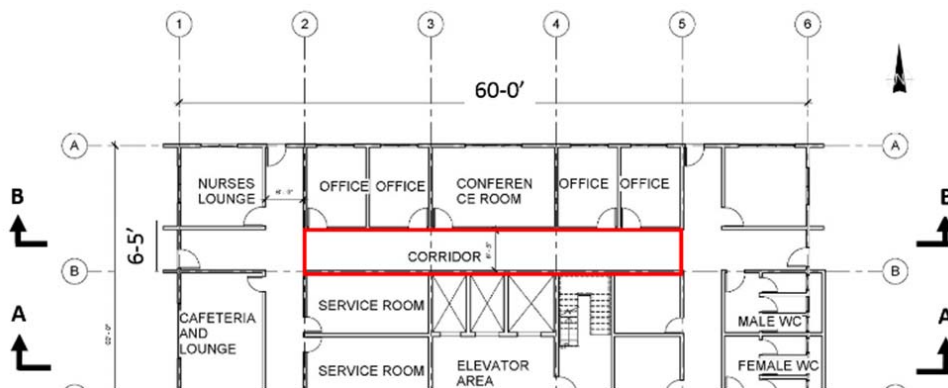 1 2 3 4 5 6
N
60-0'
A A
NURSES
LOUNGE
OFFICE OFFICE
CONFEREN
CE ROOM
OFFICE OFFICE
B B
6-5'
CORRIDOR
B B
A A
SERVICE ROOM
CAFETERIA
AND
LOUNGE
MALE WC
SERVICE ROOM
ELEVATOR
AREA
FEMALE WC